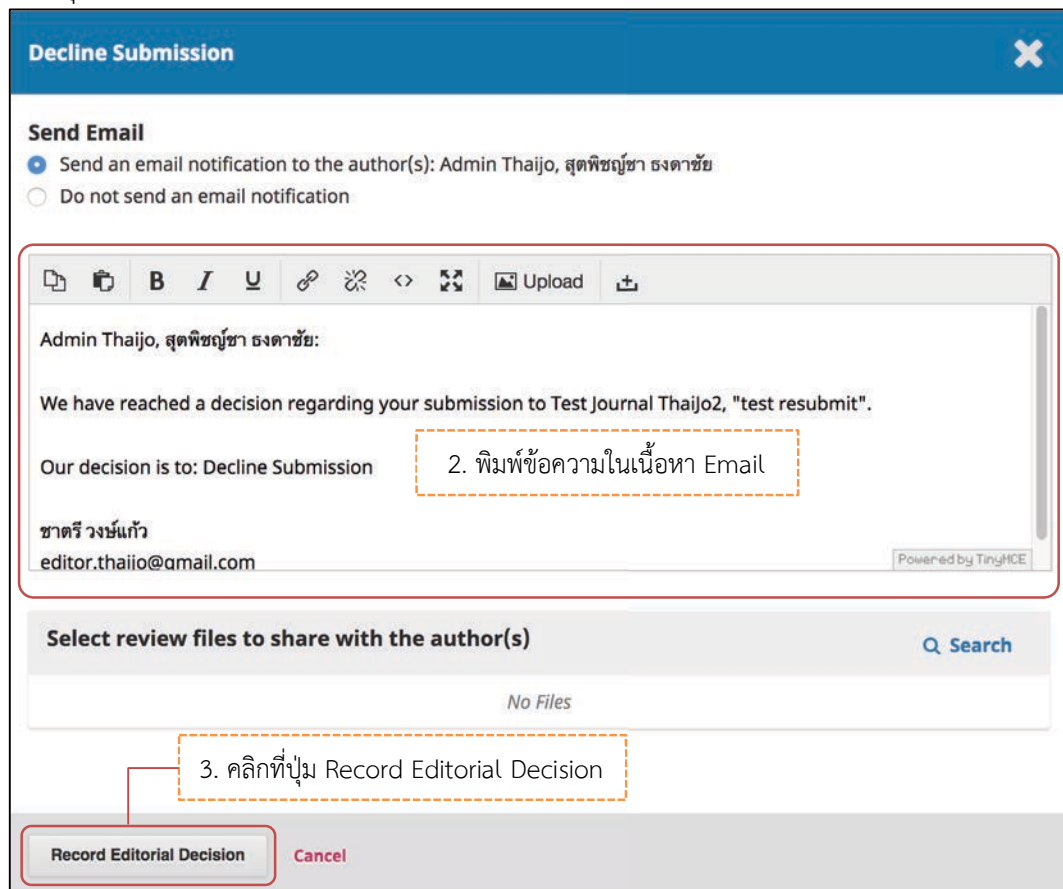 Decline Submission
Send Email
Send an email notification to the author(s): Admin Thaijo, สุตพิชญ์ชา ธงดาชัย
Do not send an email notification
B I U <> Upload
Admin Thaijo, สุตพิชญ์ชา ธงดาชัย:
We have reached a decision regarding your submission to Test Journal ThaiJo2, "test resubmit".
Our decision is to: Decline Submission
2. พิมพ์ข้อความในเนื้อหา Email
ชาตรี วงษ์แก้ว
editor.thaijo@gmail.com
Powered by TinyMCE
Select review files to share with the author(s)
Search
No Files
3. คลิกที่ปุ่ม Record Editorial Decision
Record Editorial Decision Cancel